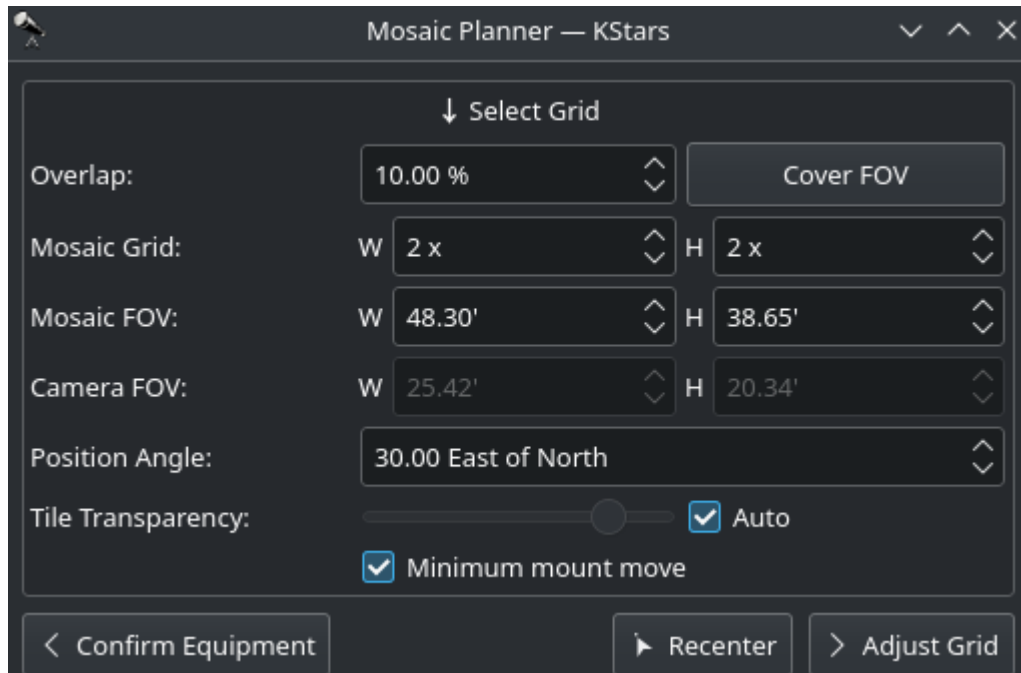 Mosaic Planner — KStars
↓ Select Grid
Overlap: 10.00 % Cover FOV
Mosaic Grid: W 2 x H 2 x
Mosaic FOV: W 48.30' H 38.65'
Camera FOV: W 25.42' H 20.34'
Position Angle: 30.00 East of North
Tile Transparency: Auto
Minimum mount move
Confirm Equipment Recenter Adjust Grid